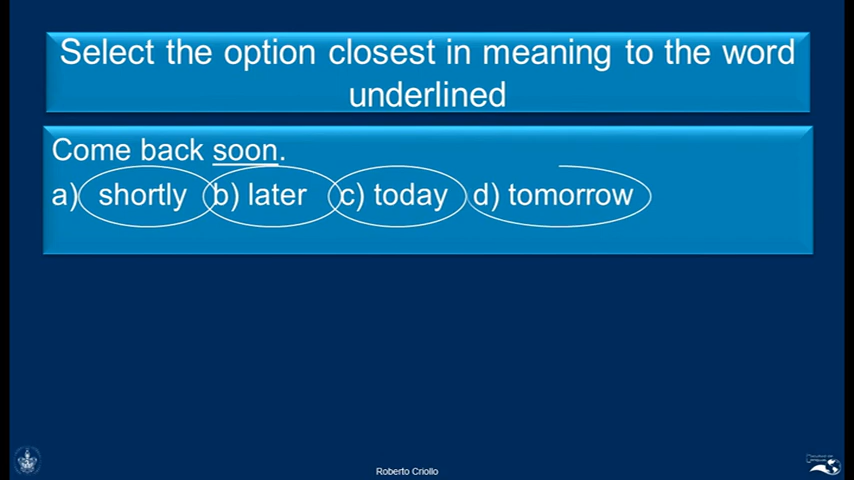 Select the option closest in meaning to the word
underlined
Come back soon.
a) shortly b) later c) today d) tomorrow
Roberto Criollo